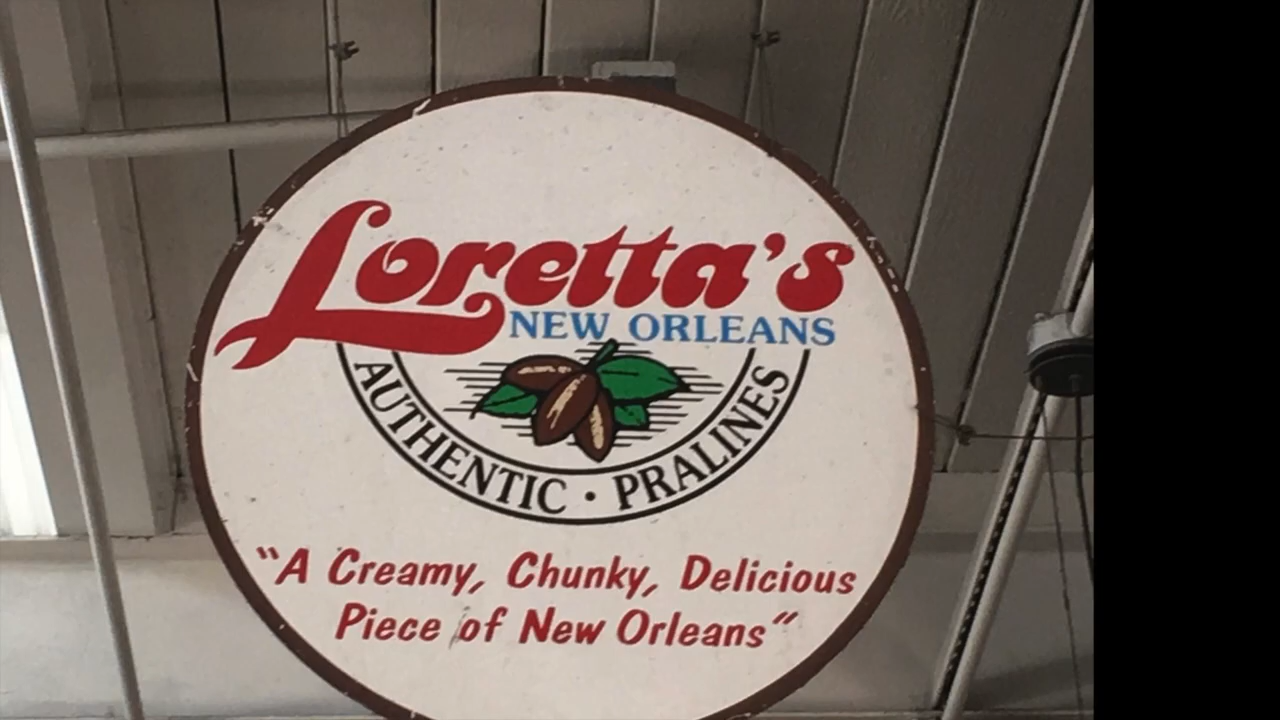 Loretta's
NEW ORLEANS
AUTHENTIC · PRALINES
"A Creamy, Chunky, Delicious
Piece of New Orleans"